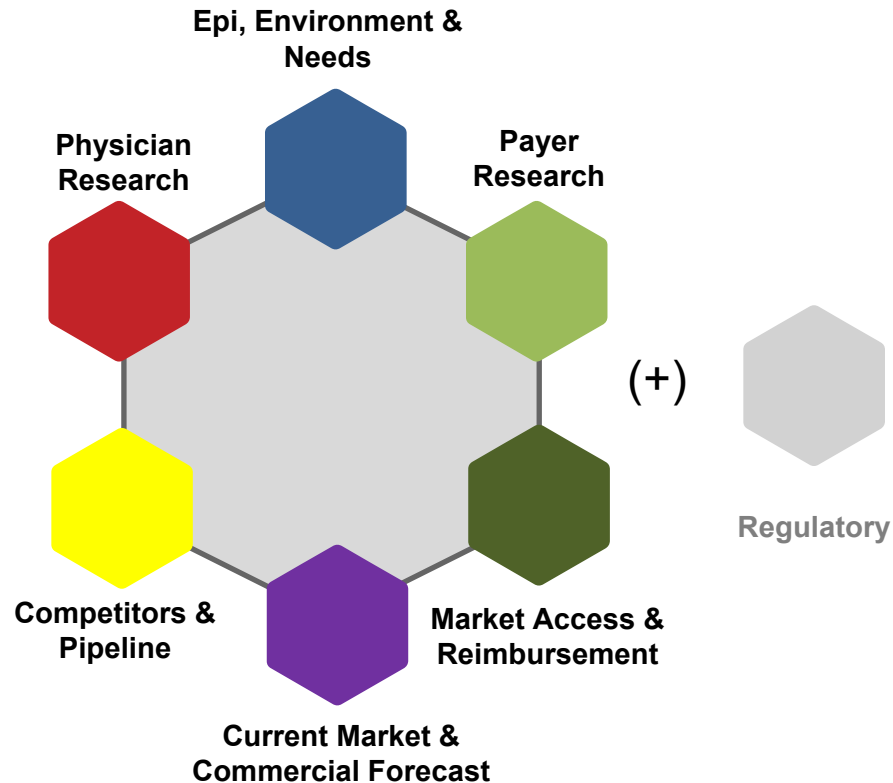 Epi, Environment &
Needs
Physician
Research
Payer
Research
(+)
Regulatory
Competitors &
Pipeline
Market Access &
Reimbursement
Current Market &
Commercial Forecast